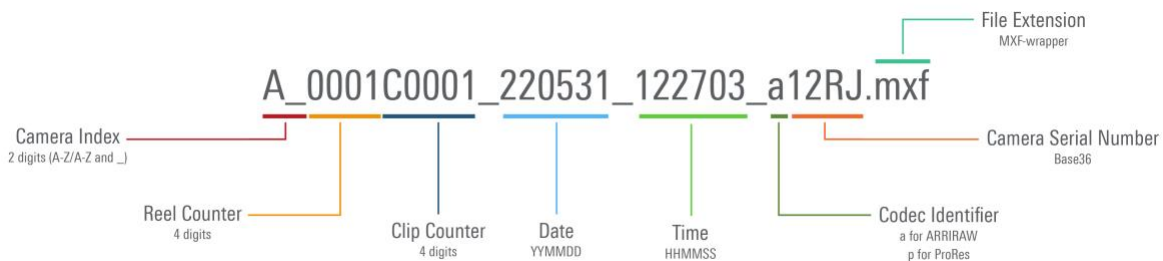 File Extension
MXF-wrapper
A_0001C0001_220531_122703_a12RJ.mxf
Camera Index
2 digits (A-Z/A-Z and _)
Camera Serial Number
Base36
Reel Counter
4 digits
Clip Counter
4 digits
Date
YYMMDD
Time
HHMMSS
Codec Identifier
a for ARRIRAW
p for ProRes